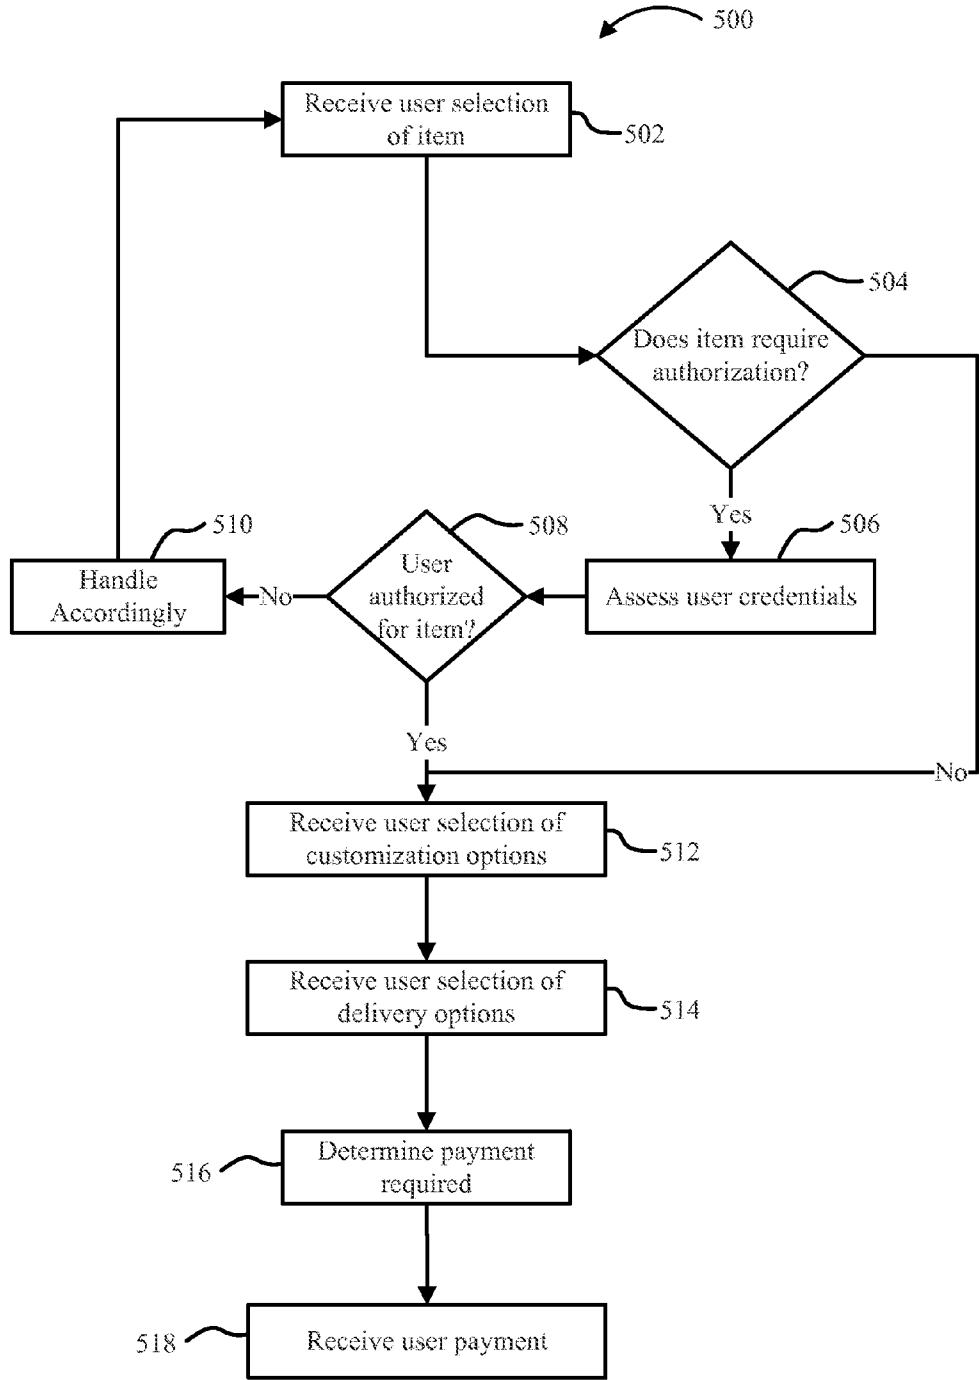 500
Receive user selection
of item
502
504
Does item require
authorization?
Yes
510
508
506
Handle
Accordingly
No
User
authorized
for item?
Assess user credentials
Yes
No
Receive user selection of
customization options
512
Receive user selection of
delivery options
514
Determine payment
required
516
Receive user payment
518